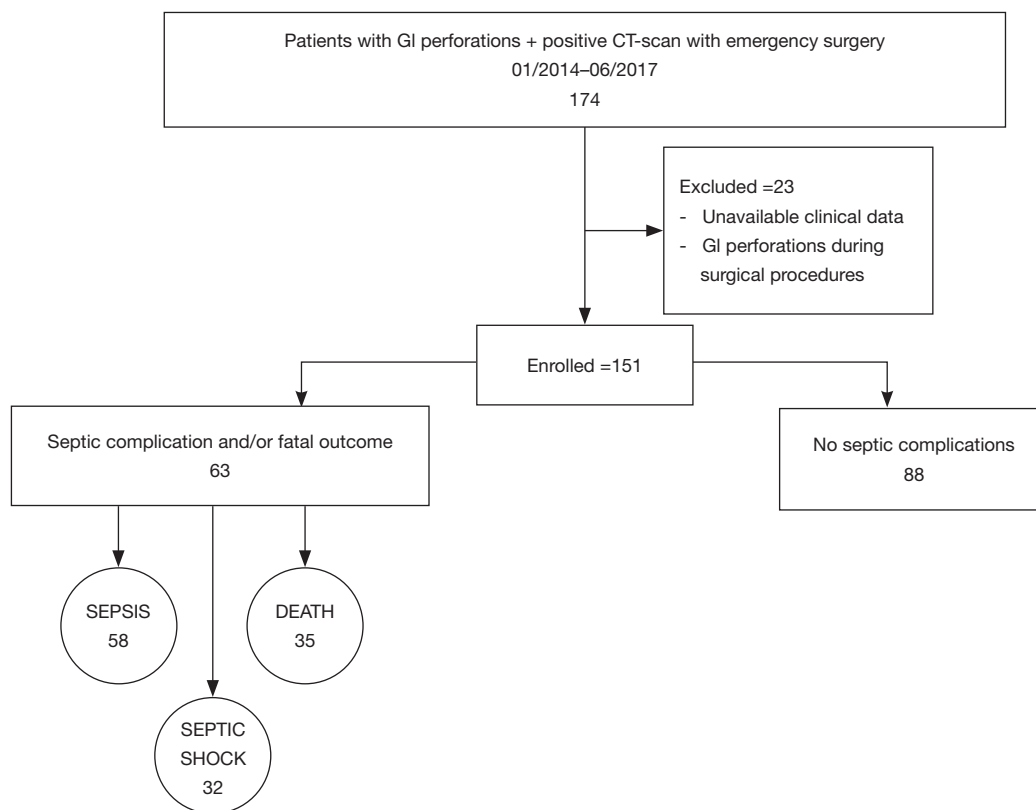 Patients with GI perforations + positive CT-scan with emergency surgery
01/2014–06/2017
174
Excluded =23
- Unavailable clinical data
- GI perforations during
surgical procedures
Enrolled =151
Septic complication and/or fatal outcome
63
No septic complications
88
SEPSIS
58
DEATH
35
SEPTIC
SHOCK
32